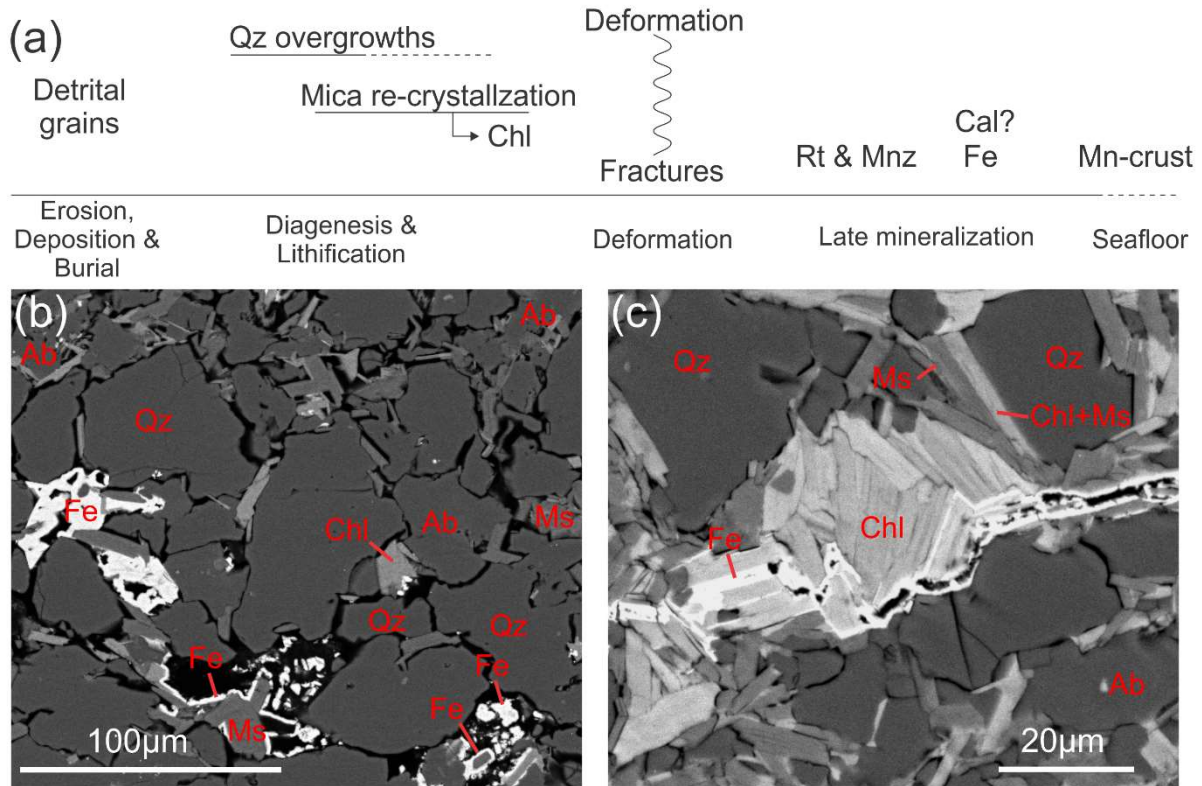 (a)
Qz overgrowths
Deformation
Detrital
grains
Mica re-crystallzation
Chl
Cal?
Fractures
Rt & Mnz
Fe
Mn-crust
Erosion,
Deposition &
Burial
Diagenesis &
Lithification
Deformation
Late mineralization
Seafloor
(b)
Ab
Ab
Qz
Fe
Chl
Ab
Ms
Qz
Qz
Fe
Fe
Fe
Ms
100µm
(c)
Qz
Ms
Qz
Chl+Ms
Chl
Fe
Ab
20µm